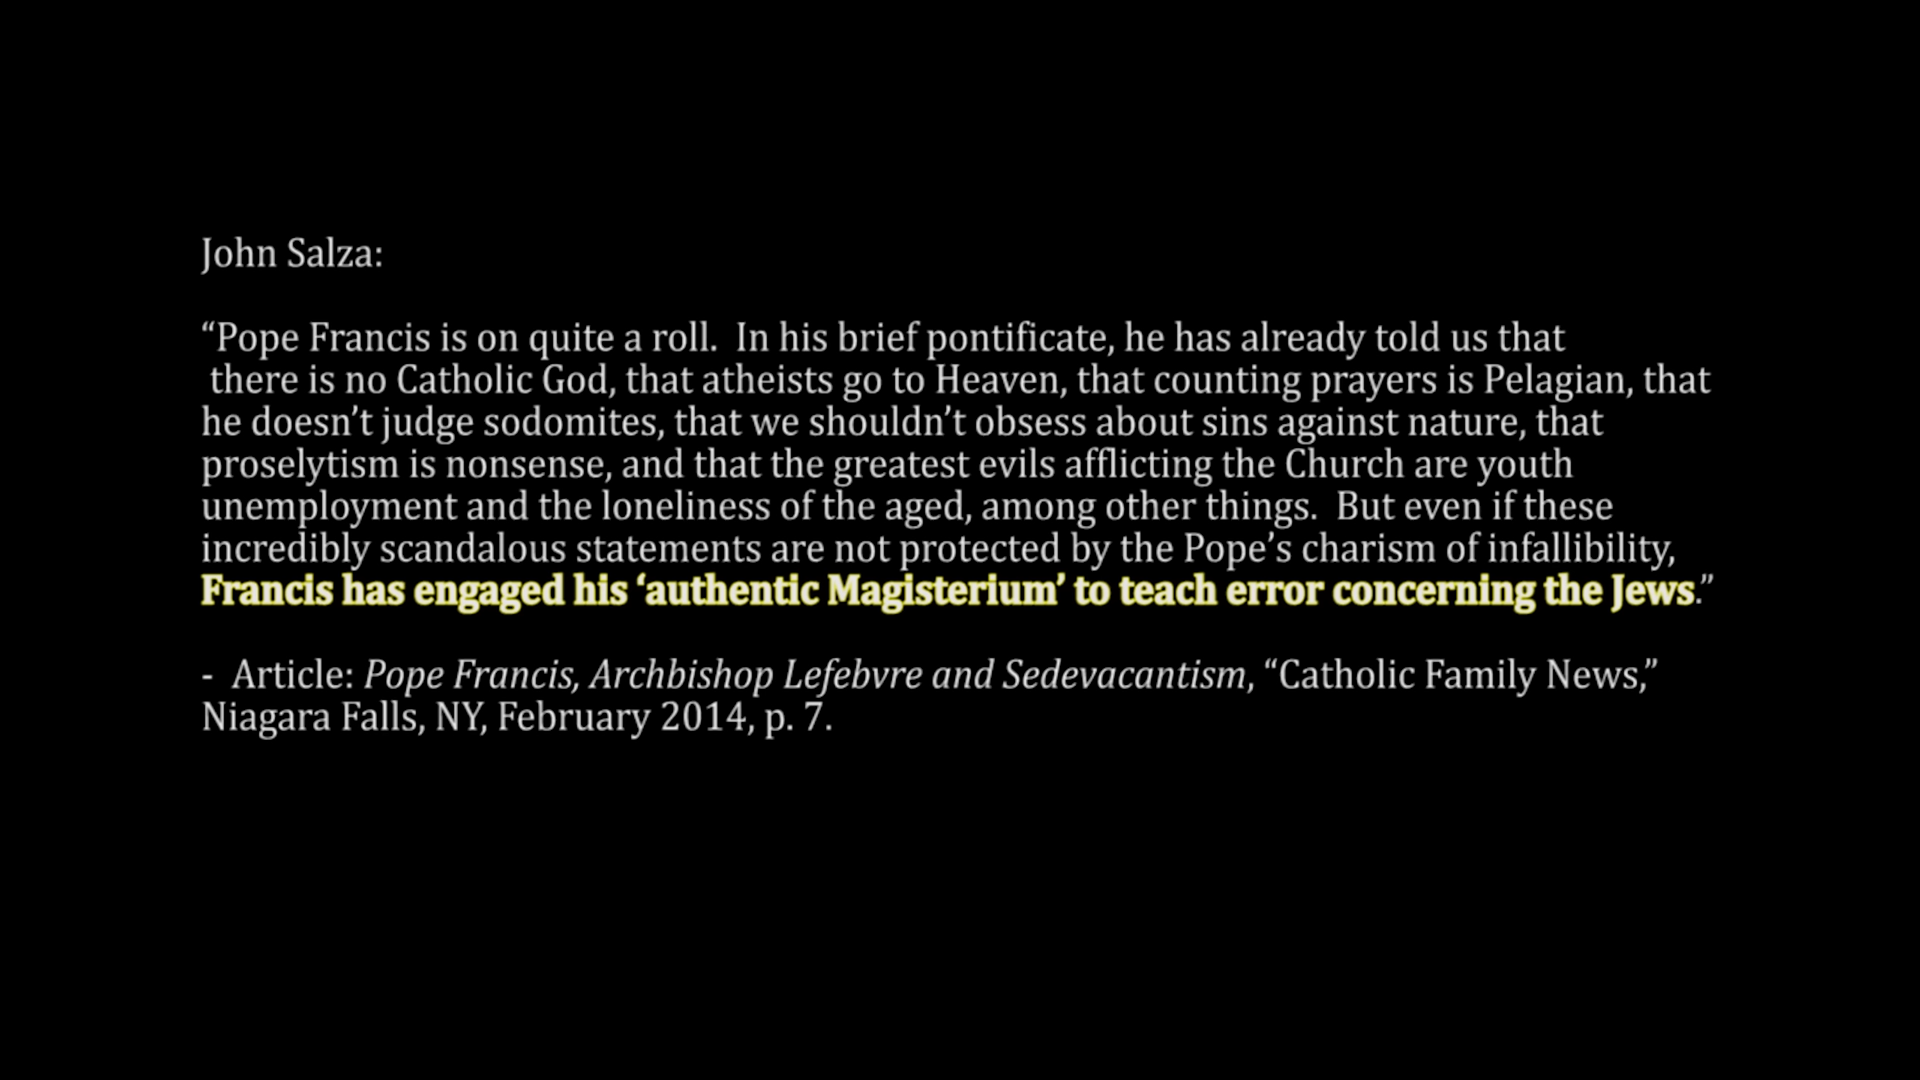 John Salza:
“Pope Francis is on quite a roll.  In his brief pontificate, he has already told us that
there is no Catholic God, that atheists go to Heaven, that counting prayers is Pelagian, that
he doesn’t judge sodomites, that we shouldn’t obsess about sins against nature, that
proselytism is nonsense, and that the greatest evils afflicting the Church are youth
unemployment and the loneliness of the aged, among other things.  But even if these
incredibly scandalous statements are not protected by the Pope’s charism of infallibility,
Francis has engaged his ‘authentic Magisterium’ to teach error concerning the Jews.”
-  Article: Pope Francis, Archbishop Lefebvre and Sedevacantism, “Catholic Family News,”
Niagara Falls, NY, February 2014, p. 7.